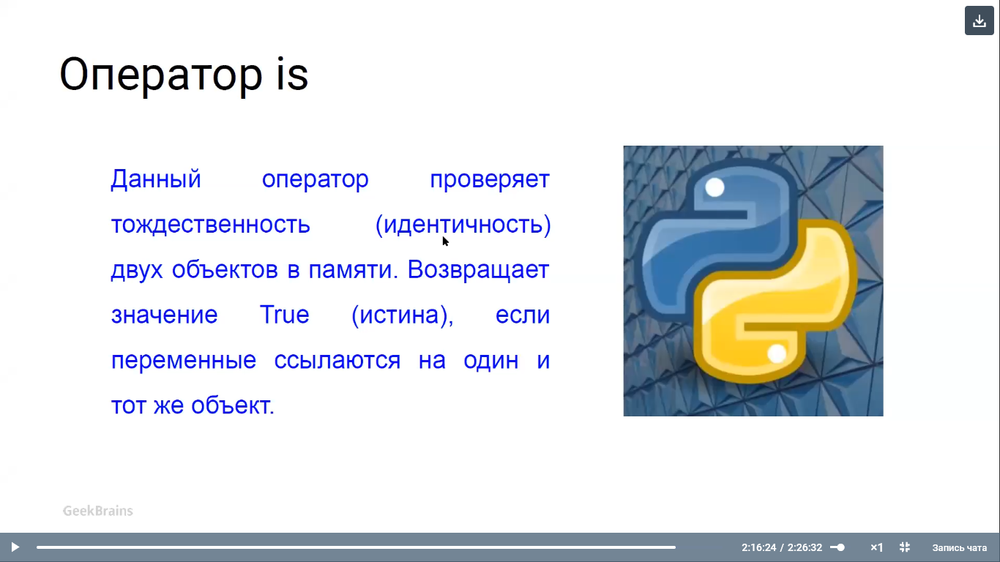 Оператор is
Данный оператор проверяет
тождественность (идентичность)
двух объектов в памяти. Возвращает
значение True (истина), если
переменные ссылаются на один и
тот же объект.
GeekBrains
2:16:24 / 2:26:32 ×1 Запись чата